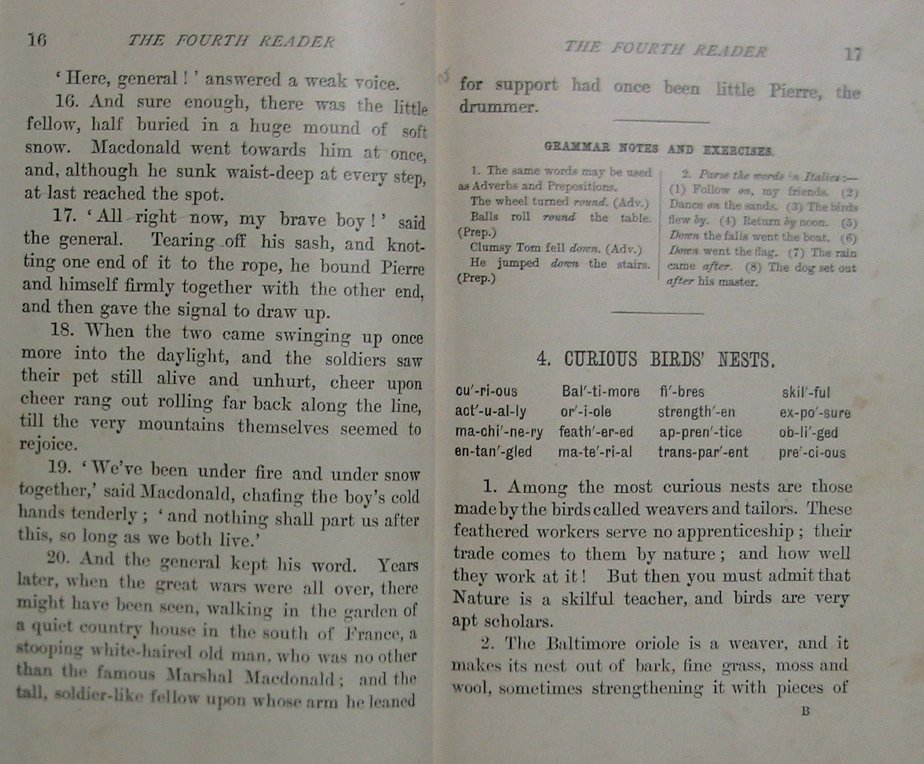 16 THE FOURTH READER
‘ Here, general ! ’ answered a weak voice.
16. And sure enough, there was the little
fellow, half buried in a huge mound of soft
snow. Macdonald went towards him at once,
and, although he sunk waist-deep at every step,
at last reached the spot.
17. ‘ All right now, my brave boy ! ’ said
the general. Tearing off his sash, and knot-
ting one end of it to the rope, he bound Pierre
and himself firmly together with the other end,
and then gave the signal to draw up.
18. When the two came swinging up once
more into the daylight, and the soldiers saw
their pet still alive and unhurt, cheer upon
cheer rang out rolling far back along the line,
till the very mountains themselves seemed to
rejoice.
19. ‘ We’ve been under fire and under snow
together,’ said Macdonald, chafing the boy’s cold
hands tenderly ; ‘ and nothing shall part us after
this, so long as we both live.’
20. And the general kept his word. Years
later, when the great wars were all over, there
might have been seen, walking in the garden of
a quiet country house in the south of France, a
stooping white-haired old man, who was no other
than the famous Marshal Macdonald ; and the
tall, soldier-like fellow upon whose arm he leaned
THE FOURTH READER 17
for support had once been little Pierre, the
drummer.
GRAMMAR NOTES AND EXERCISES.
1. The same words may be used
as Adverbs and Prepositions.
The wheel turned round. (Adv.)
Balls roll round the table.
(Prep.)
Clumsy Tom fell down. (Adv.)
He jumped down the stairs.
(Prep.)
2. Parse the words in Italics :—
(1) Follow on, my friends. (2)
Dance on the sands. (3) The birds
flew by. (4) Return by noon. (5)
Down the falls went the boat. (6)
Down went the flag. (7) The rain
came after. (8) The dog set out
after his master.
4. CURIOUS BIRDS’ NESTS.
cu′-ri-ous Bal′-ti-more fi′-bres skil′-ful
act′-u-al-ly or′-i-ole strength′-en ex-po′-sure
ma-chi′-ne-ry feath′-er-ed ap-pren′-tice ob-li′-ged
en-tan′-gled ma-te′-ri-al trans-par′-ent pre′-ci-ous
1. Among the most curious nests are those
made by the birds called weavers and tailors. These
feathered workers serve no apprenticeship ; their
trade comes to them by nature ; and how well
they work at it ! But then you must admit that
Nature is a skilful teacher, and birds are very
apt scholars.
2. The Baltimore oriole is a weaver, and it
makes its nest out of bark, fine grass, moss and
wool, sometimes strengthening it with pieces of
B